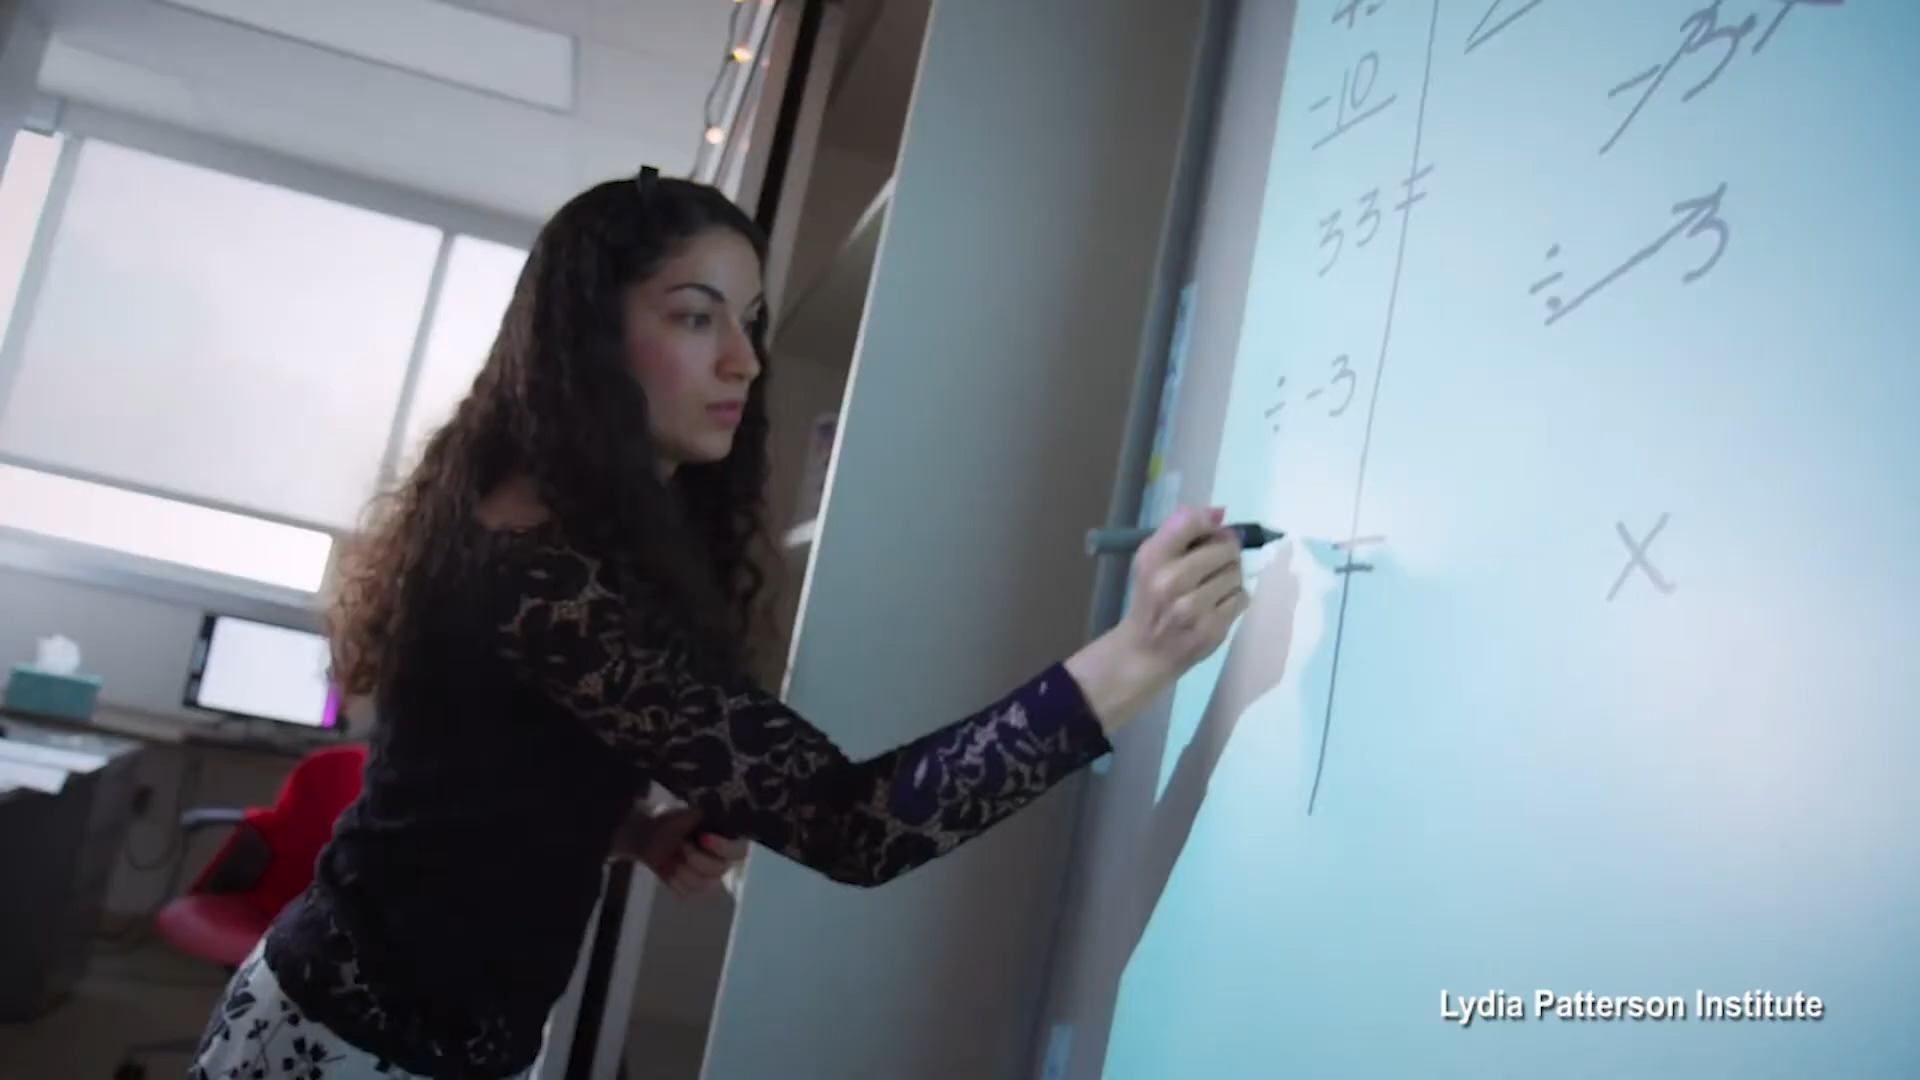 -10
33 =
÷ -3 ÷ 3
= x
Lydia Patterson Institute